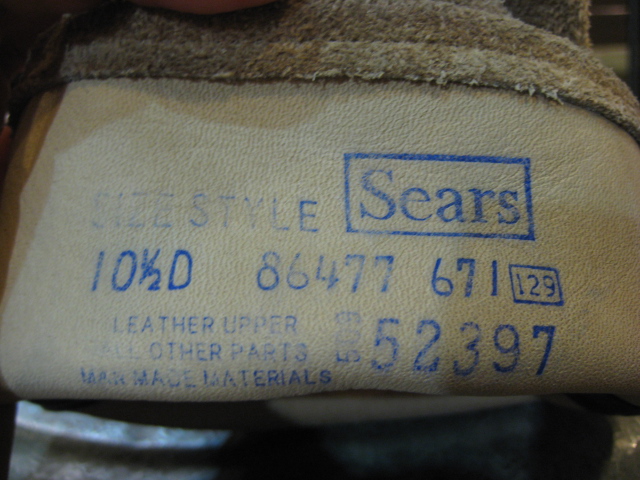 SIZE STYLE Sears
10½D 86477 671 129
LEATHER UPPER
ALL OTHER PARTS 52397
MAN MADE MATERIALS